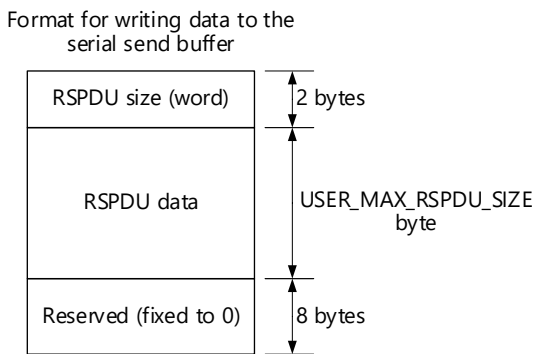 Format for writing data to the
serial send buffer
RSPDU size (word)
2 bytes
RSPDU data
USER_MAX_RSPDU_SIZE
byte
Reserved (fixed to 0)
8 bytes